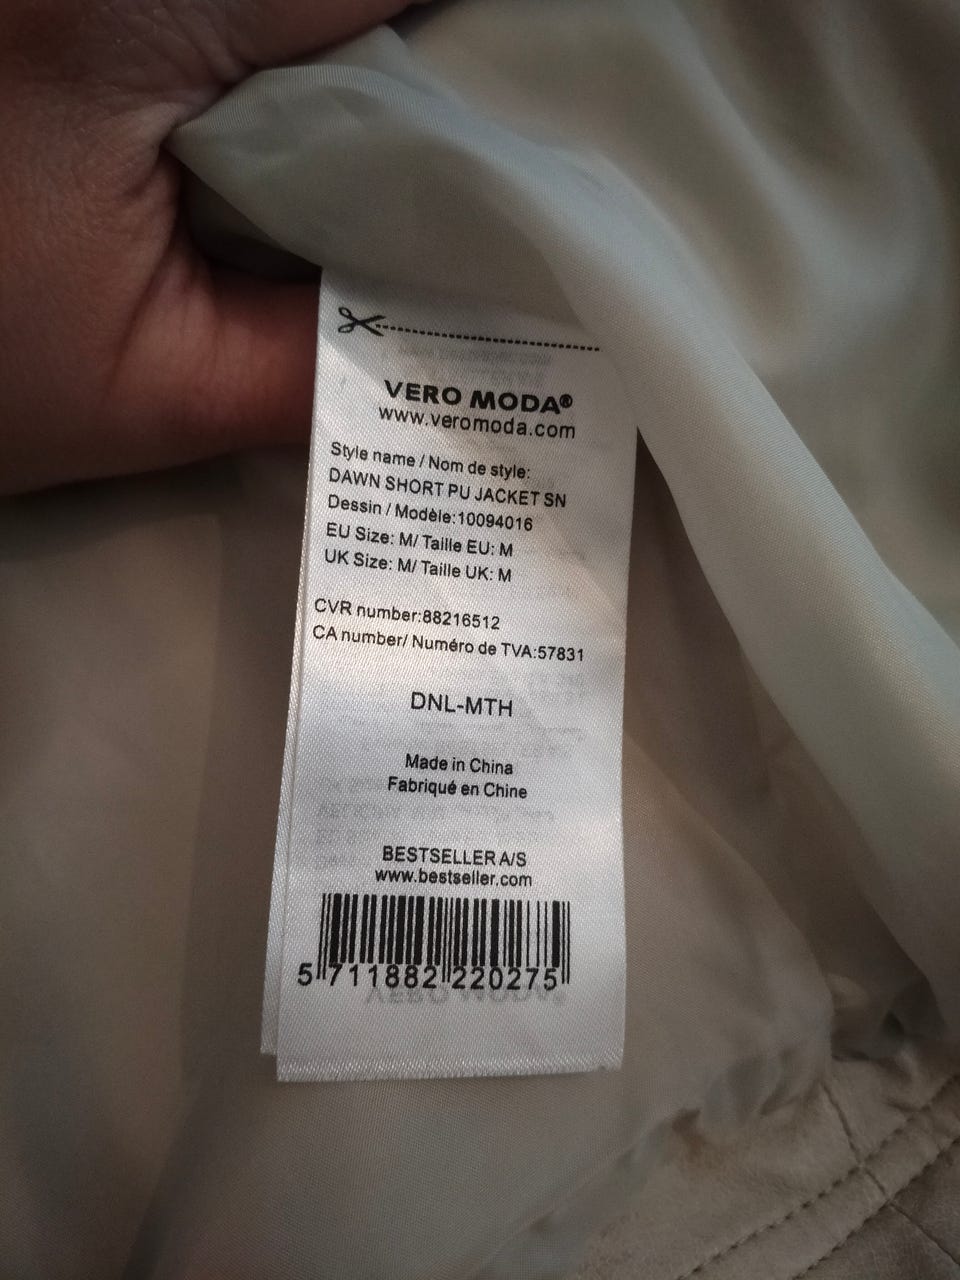 VERO MODA®
www.veromoda.com
Style name / Nom de style:
DAWN SHORT PU JACKET SN
Dessin / Modèle:10094016
EU Size: M/ Taille EU: M
UK Size: M/ Taille UK: M
CVR number:88216512
CA number/ Numéro de TVA:57831
DNL-MTH
Made in China
Fabriqué en Chine
BESTSELLER A/S
www.bestseller.com
5 711882 220275